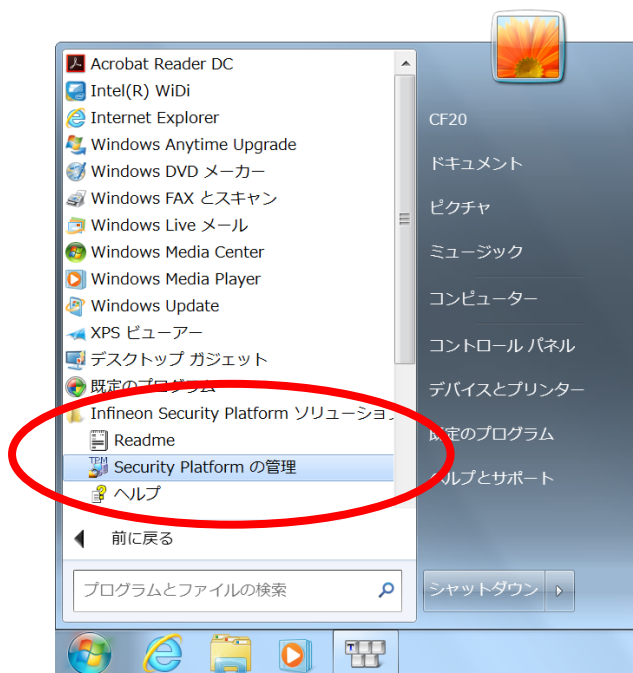 Acrobat Reader DC
Intel(R) WiDi
Internet Explorer
Windows Anytime Upgrade
Windows DVD メーカー
Windows FAX とスキャン
Windows Live メール
Windows Media Center
Windows Media Player
Windows Update
XPS ビューアー
デスクトップ ガジェット
既定のプログラム
Infineon Security Platform ソリューション
Readme
TPM
Security Platform の管理
ヘルプ
前に戻る
プログラムとファイルの検索
CF20
ドキュメント
ピクチャ
ミュージック
コンピューター
コントロール パネル
デバイスとプリンター
既定のプログラム
ヘルプとサポート
シャットダウン
T